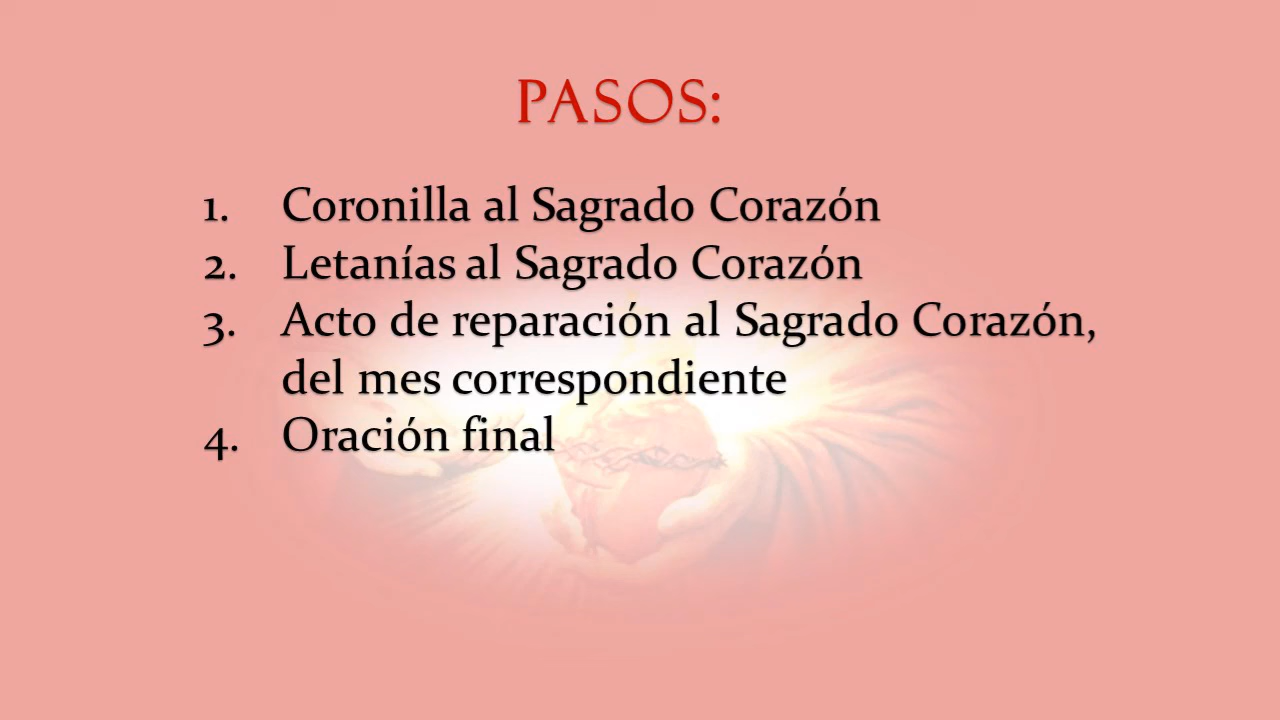 PASOS:
1. Coronilla al Sagrado Corazón
2. Letanías al Sagrado Corazón
3. Acto de reparación al Sagrado Corazón,
del mes correspondiente
4. Oración final